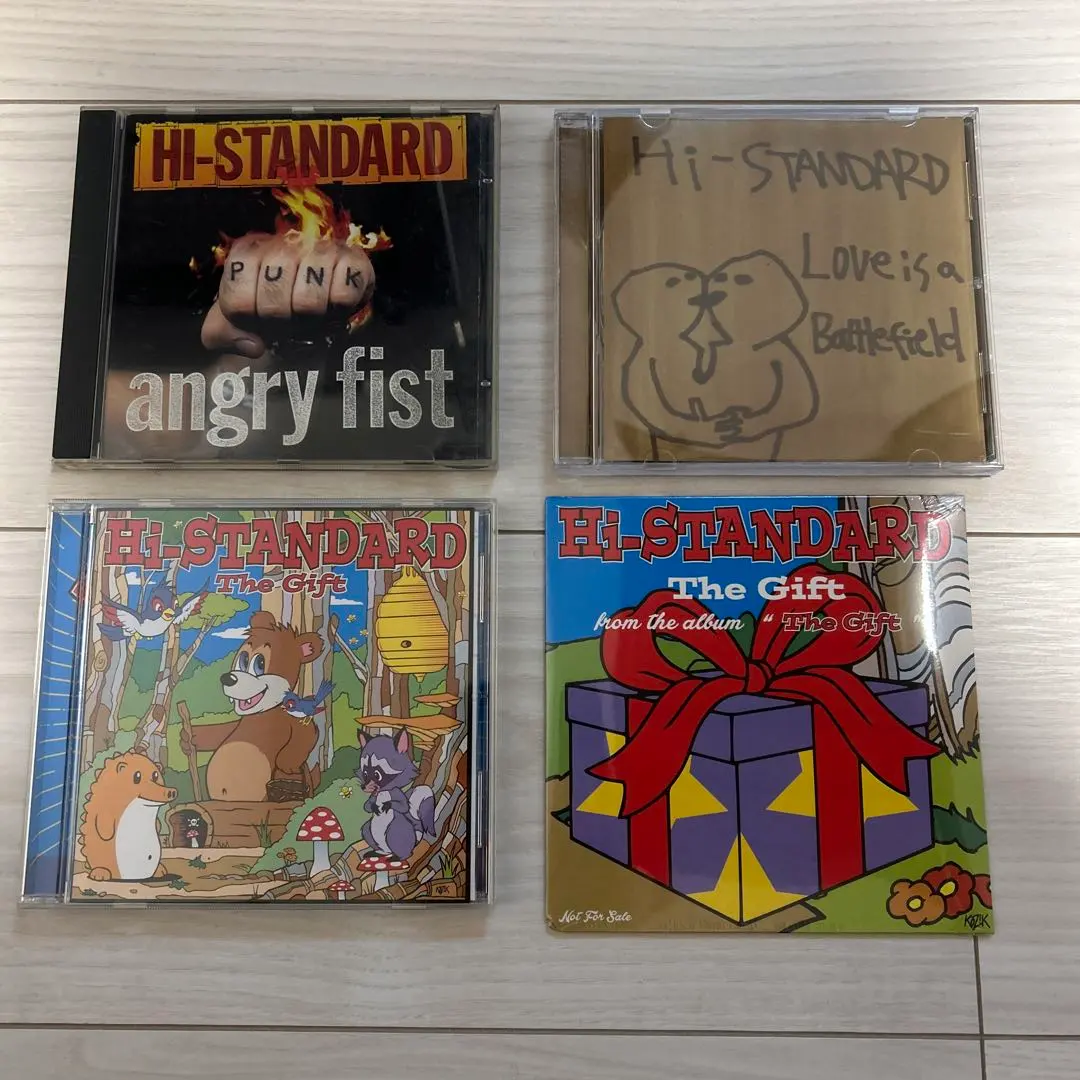 HI-STANDARD
PUNK
angry fist
Hi-STANDARD
Love is a
Battlefield
Hi-STANDARD
The Gift
KOZIK
Hi-STANDARD
The Gift
from the album " The Gift "
Not For Sale
KOZIK